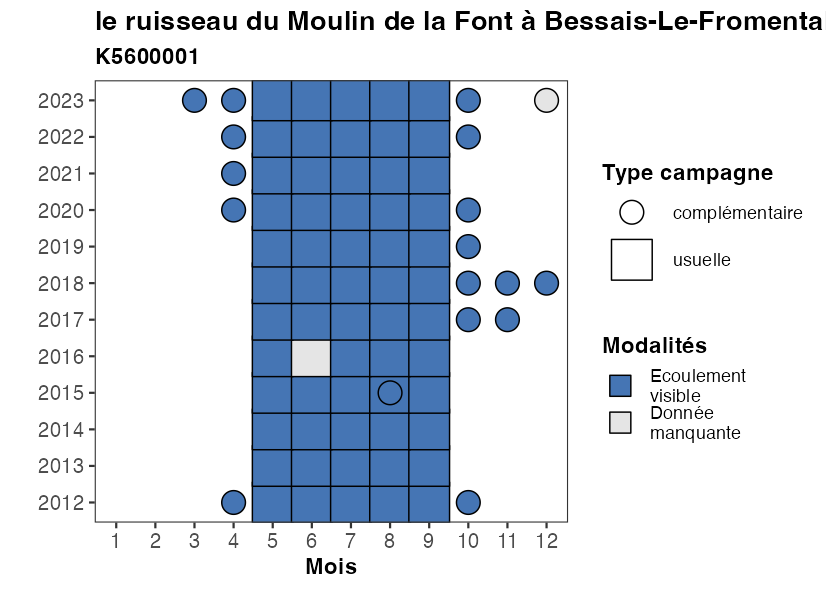 le ruisseau du Moulin de la Font à Bessais-Le-Fromental
K5600001
2023
2022
2021
2020
2019
2018
2017
2016
2015
2014
2013
2012
1 2 3 4 5 6 7 8 9 10 11 12
Mois
Type campagne
complémentaire
usuelle
Modalités
Ecoulement
visible
Donnée
manquante